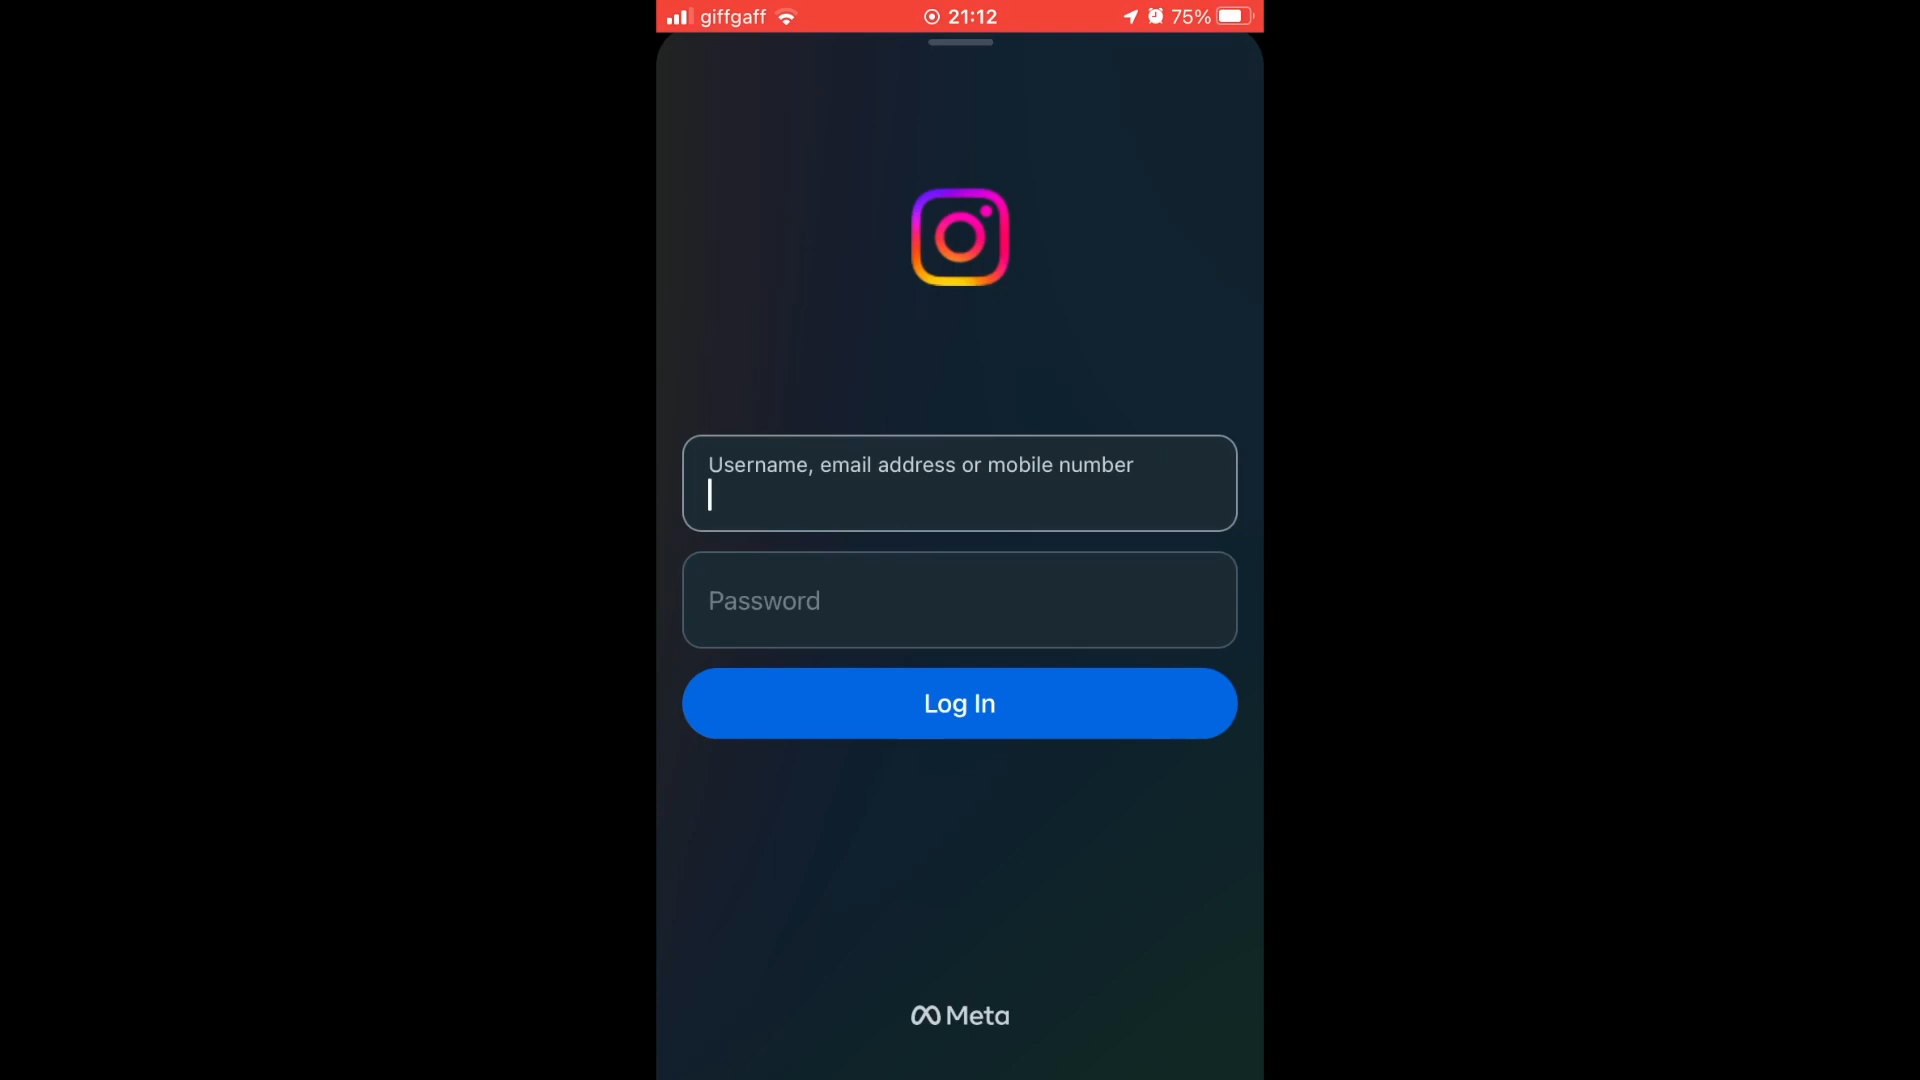 giffgaff 21:12 75%
Username, email address or mobile number
Password
Log In
Meta